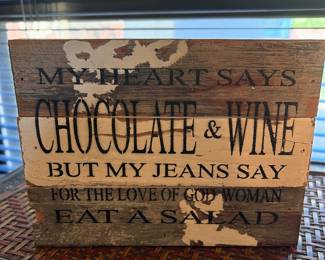 MY HEART SAYS
CHOCOLATE & WINE
BUT MY JEANS SAY
FOR THE LOVE OF GOD WOMAN
EAT A SALAD